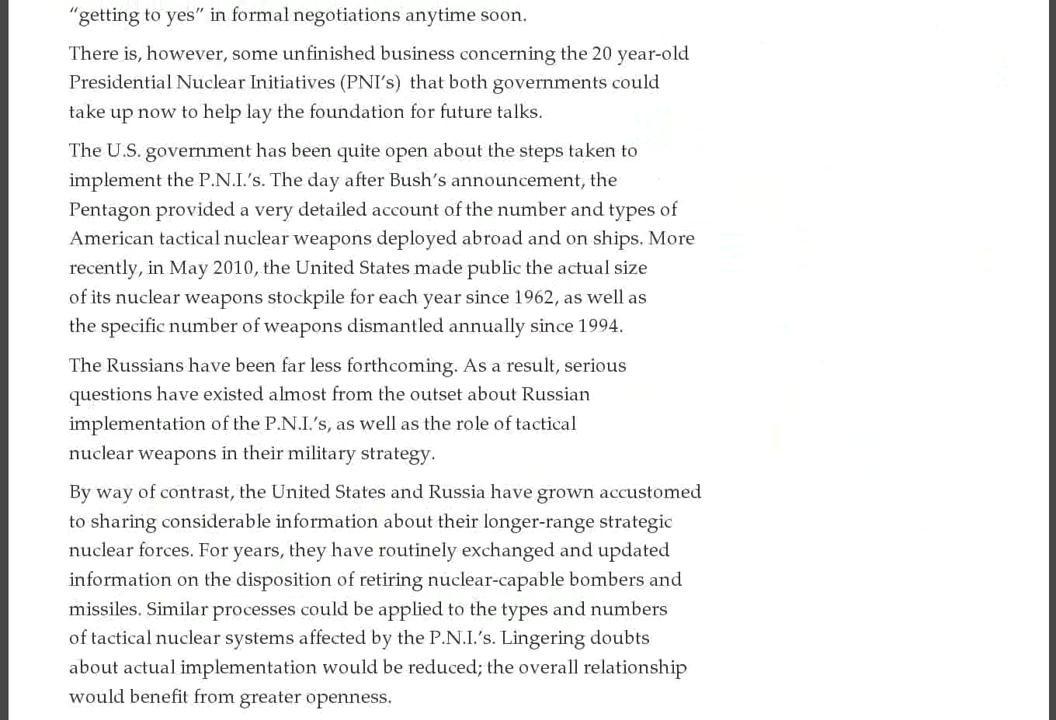 “getting to yes” in formal negotiations anytime soon.
There is, however, some unfinished business concerning the 20 year-old
Presidential Nuclear Initiatives (PNI’s) that both governments could
take up now to help lay the foundation for future talks.
The U.S. government has been quite open about the steps taken to
implement the P.N.I.’s. The day after Bush’s announcement, the
Pentagon provided a very detailed account of the number and types of
American tactical nuclear weapons deployed abroad and on ships. More
recently, in May 2010, the United States made public the actual size
of its nuclear weapons stockpile for each year since 1962, as well as
the specific number of weapons dismantled annually since 1994.
The Russians have been far less forthcoming. As a result, serious
questions have existed almost from the outset about Russian
implementation of the P.N.I.’s, as well as the role of tactical
nuclear weapons in their military strategy.
By way of contrast, the United States and Russia have grown accustomed
to sharing considerable information about their longer-range strategic
nuclear forces. For years, they have routinely exchanged and updated
information on the disposition of retiring nuclear-capable bombers and
missiles. Similar processes could be applied to the types and numbers
of tactical nuclear systems affected by the P.N.I.’s. Lingering doubts
about actual implementation would be reduced; the overall relationship
would benefit from greater openness.